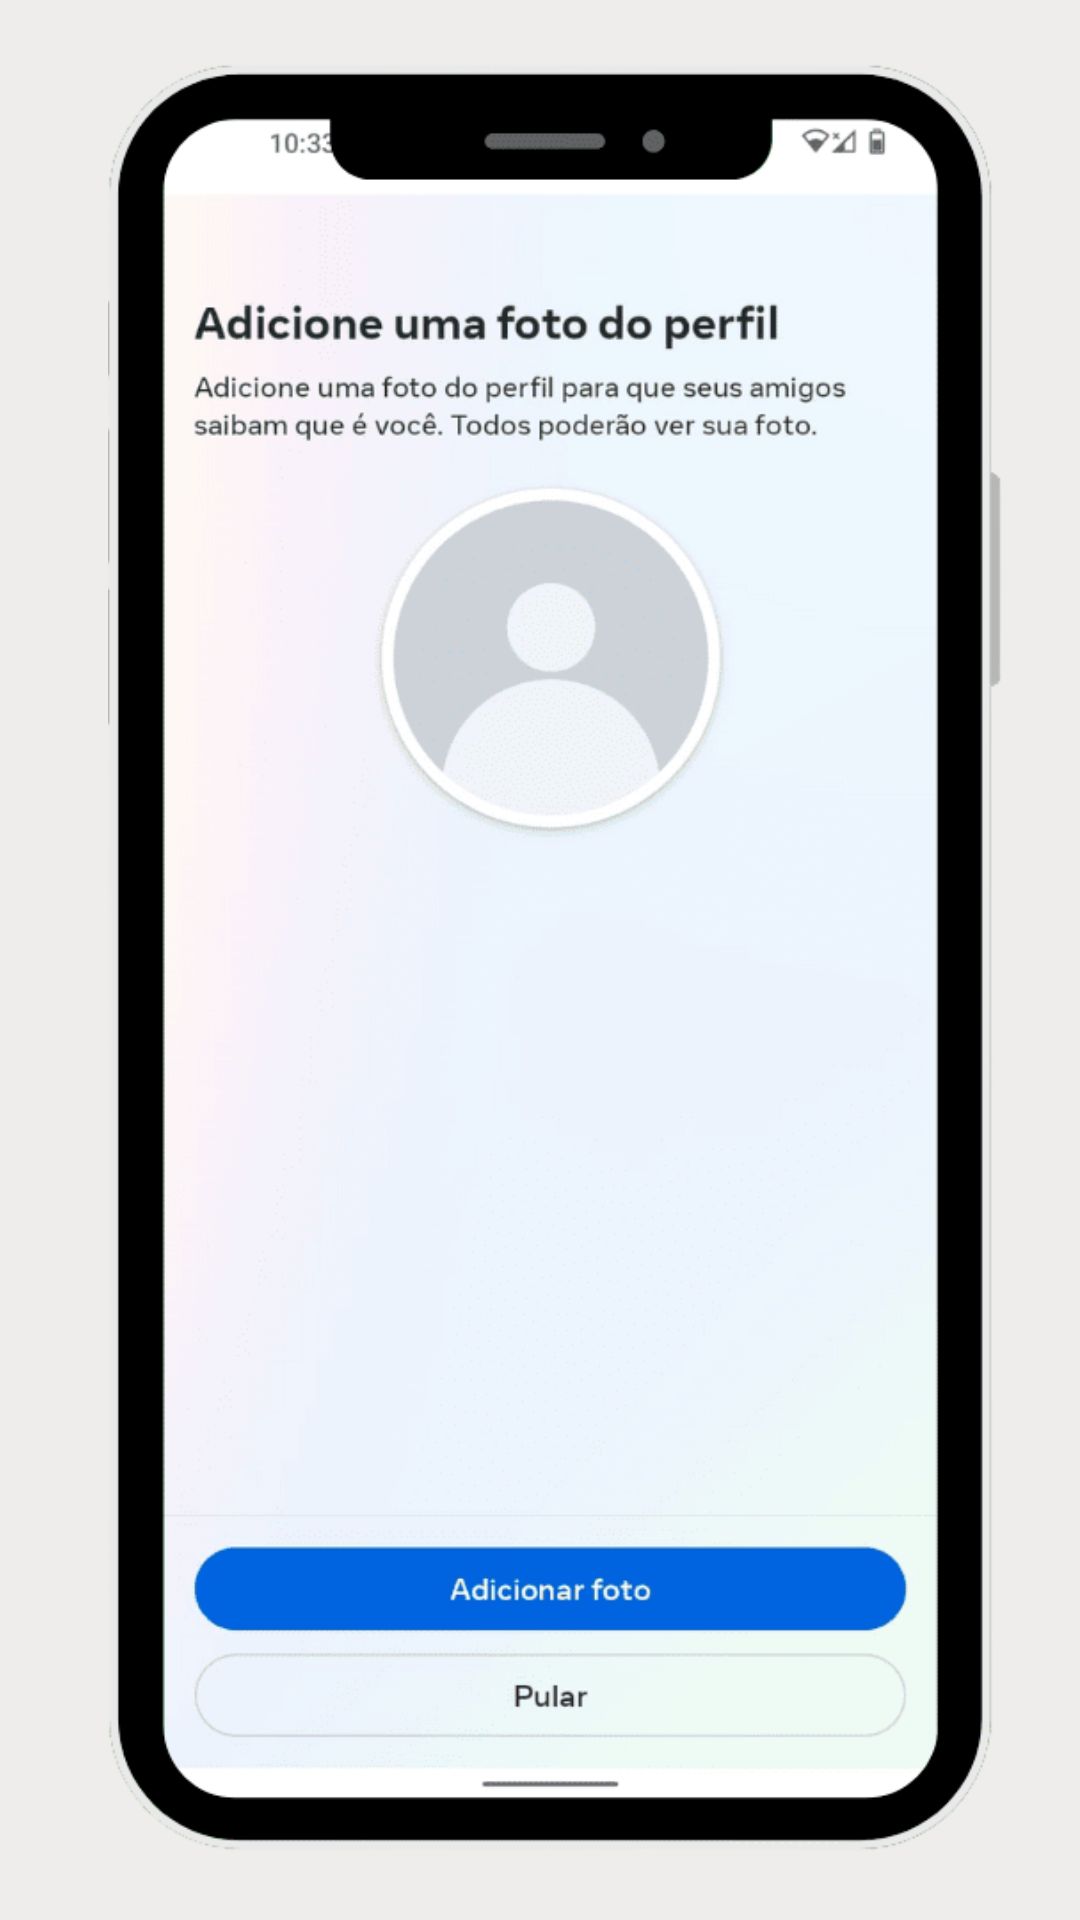 10:33
Adicione uma foto do perfil
Adicione uma foto do perfil para que seus amigos
saibam que é você. Todos poderão ver sua foto.
Adicionar foto
Pular